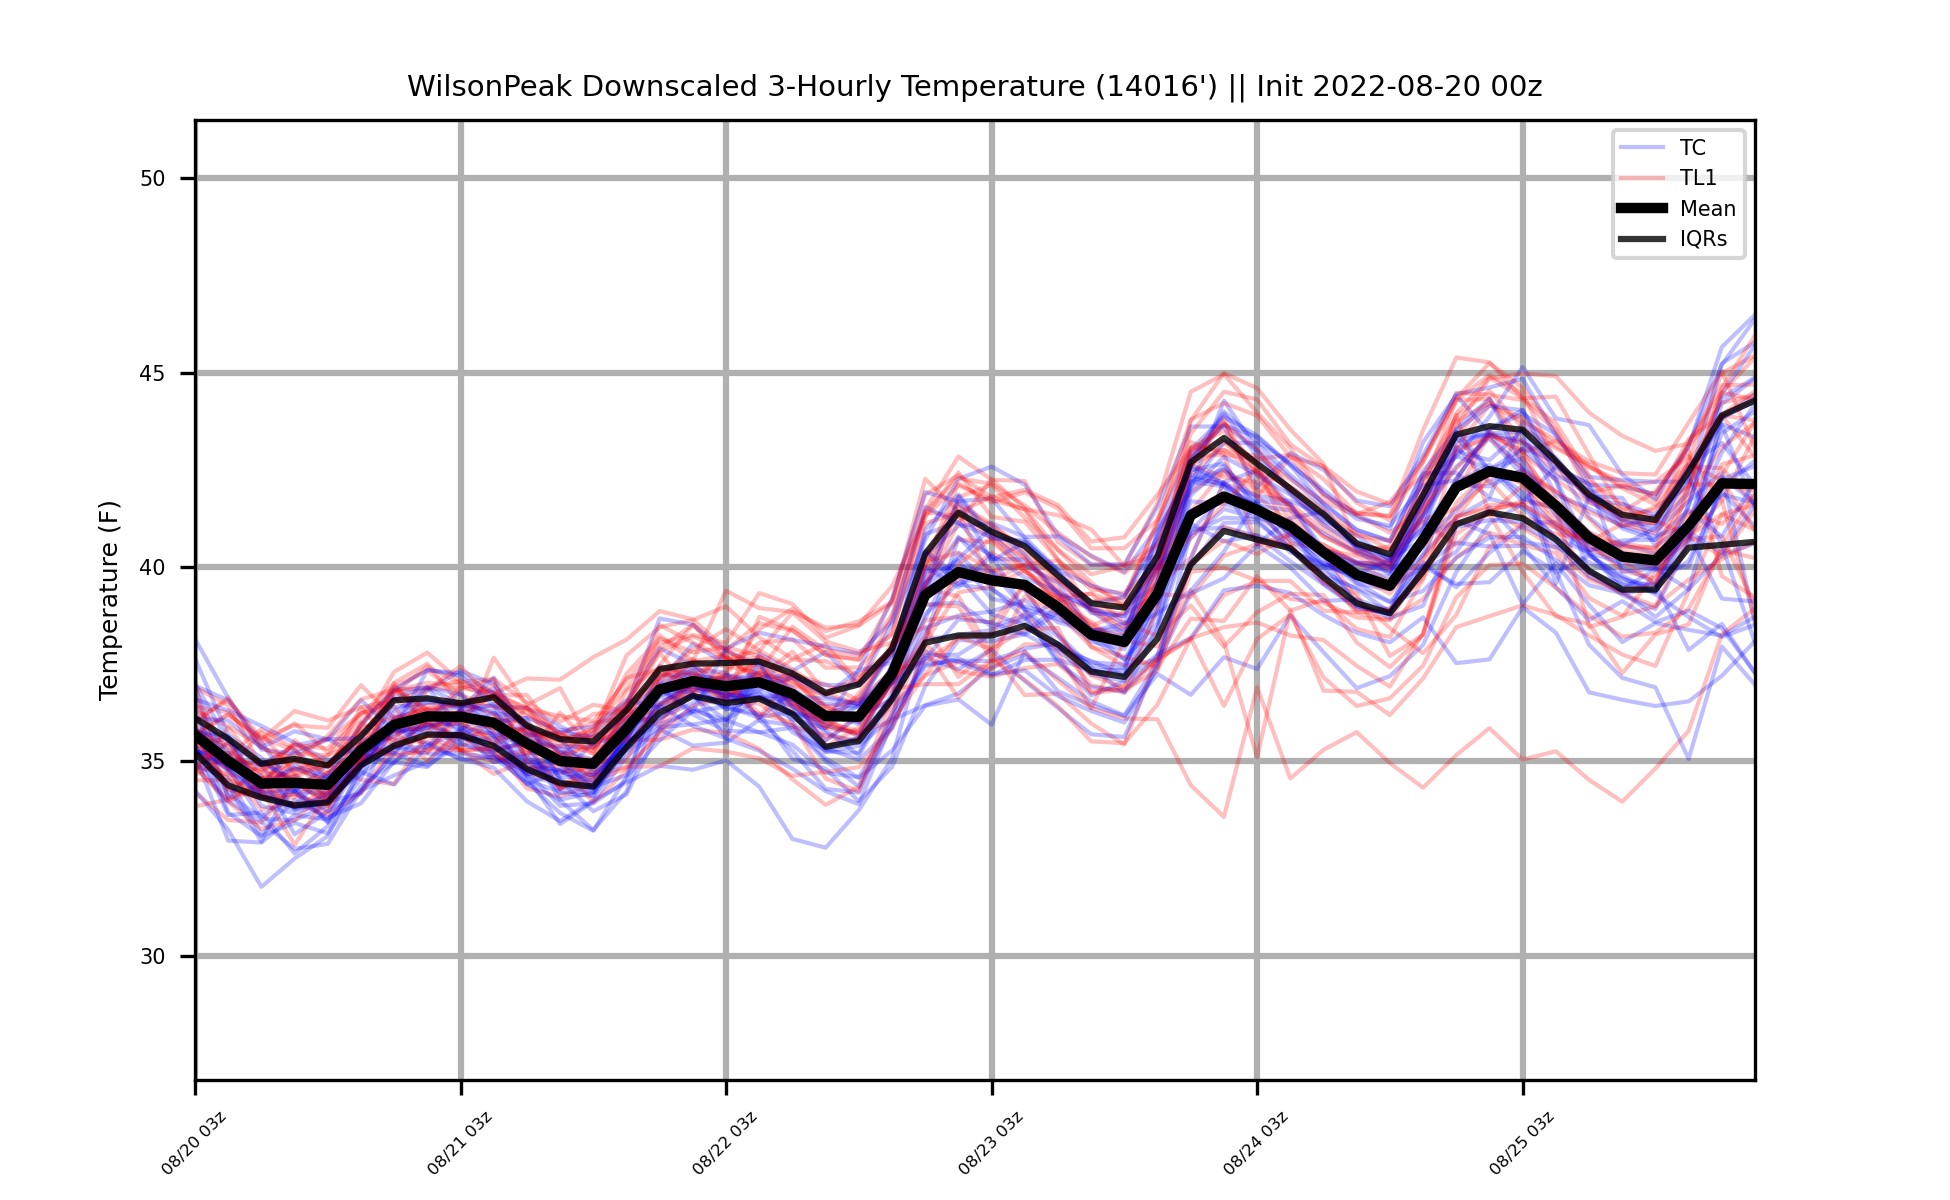 WilsonPeak Downscaled 3-Hourly Temperature (14016') || Init 2022-08-20 00z
TC
TL1
Mean
IQRs
Temperature (F)
50
45
40
35
30
08/20 03z
08/21 03z
08/22 03z
08/23 03z
08/24 03z
08/25 03z